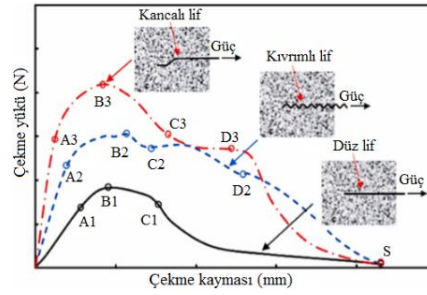 Kancalı lif
Güç
Kıvrımlı lif
Güç
Düz lif
Güç
Çekme yükü (N)
B3
A3
C3
D3
A2
B2
C2
D2
B1
A1
C1
S
Çekme kayması (mm)